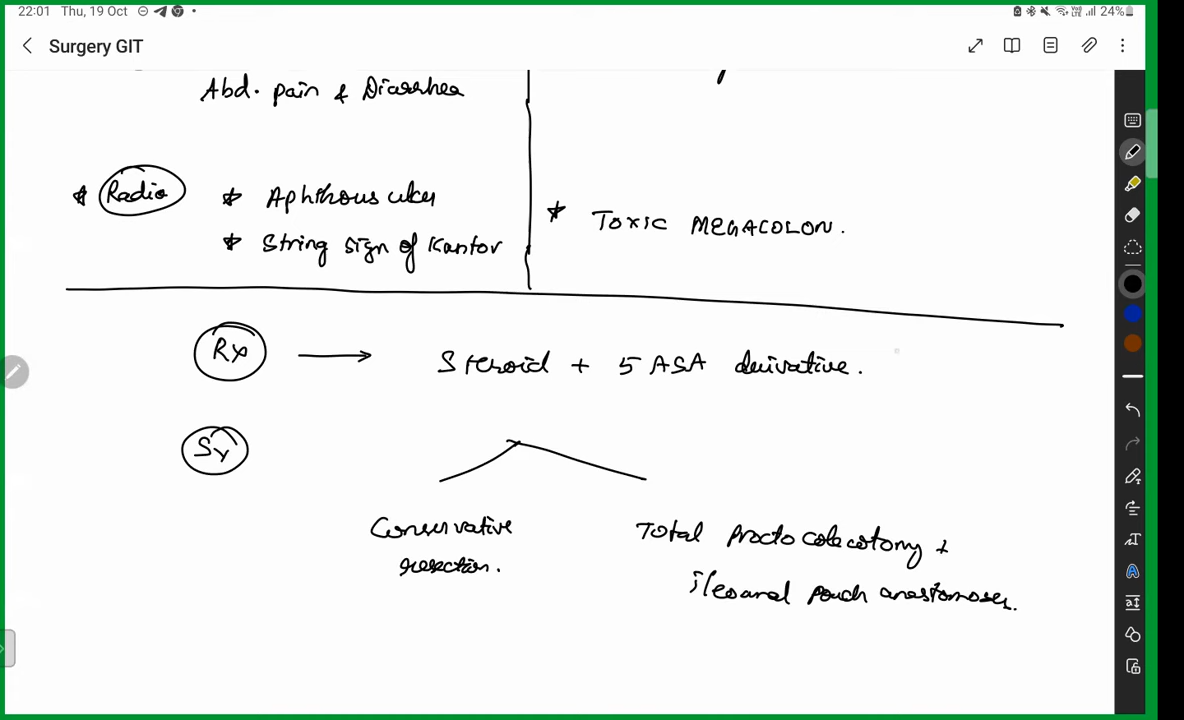 22:01 Thu, 19 Oct
24%
Surgery GIT
Abd. pain & Diarrhea
* Radio
* Aphthous ulcer
* String sign of Kantor
* TOXIC MEGACOLON.
Rx → Steroid + 5 ASA derivative.
Sx
Conservative
resection.
Total Proctocolectomy +
ileoanal pouch anastomoses.